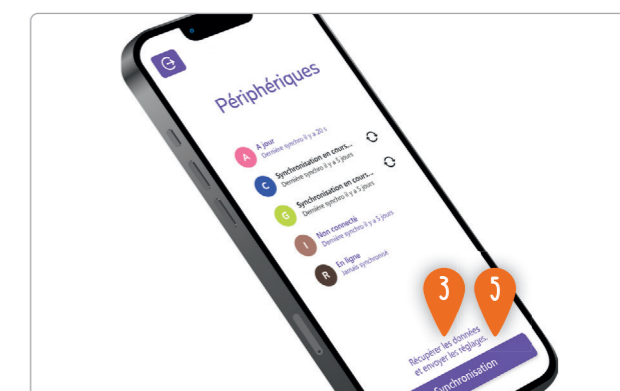 Périphériques
A
A jour
Dernière synchro il y a 20 s
C
Synchronisation en cours...
Dernière synchro il y a 5 jours
G
Synchronisation en cours...
Dernière synchro il y a 5 jours
I
Non connecté
Dernière synchro il y a 5 jours
R
En ligne
Jamais synchronisé
3
5
Récupérer les données
et envoyer les réglages.
Synchronisation